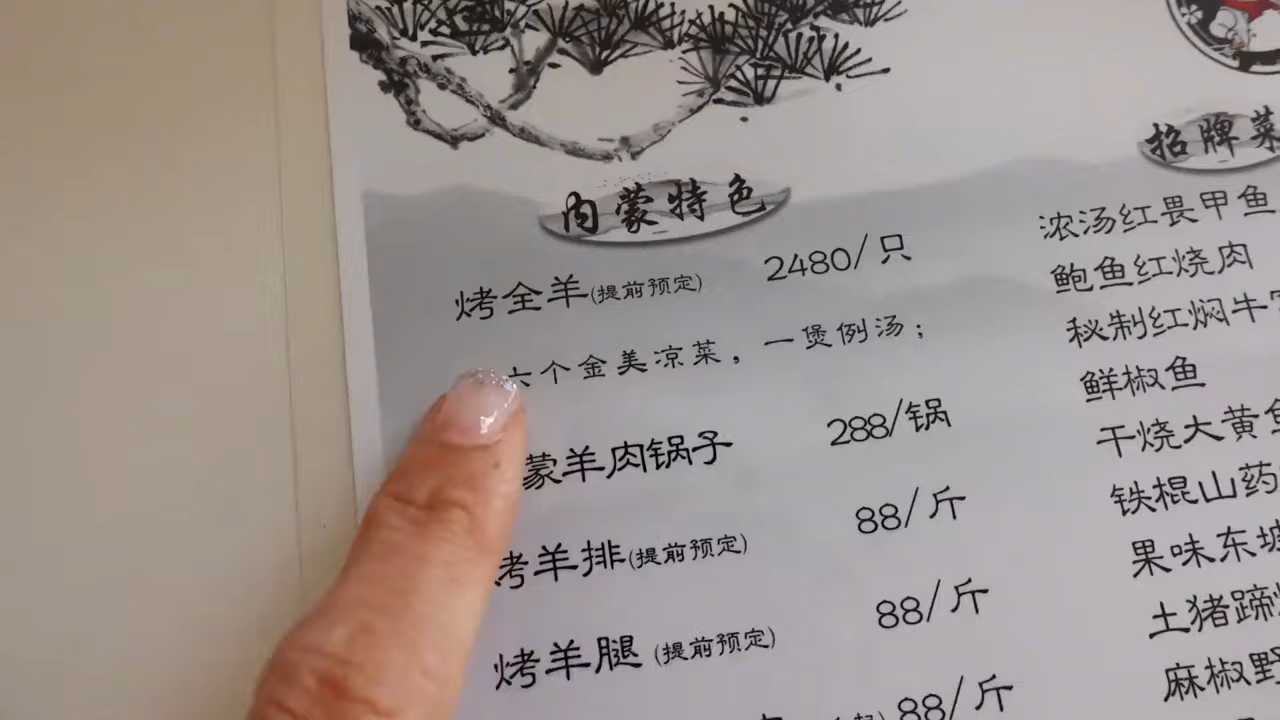 内蒙特色
烤全羊(提前预定) 2480/只
六个金美凉菜，一煲例汤；
蒙羊肉锅子 288/锅
烤羊排(提前预定) 88/斤
烤羊腿(提前预定) 88/斤
88/斤
招牌菜
浓汤红畏甲鱼
鲍鱼红烧肉
秘制红焖牛
鲜椒鱼
干烧大黄鱼
铁棍山药
果味东坡
土猪蹄
麻椒野